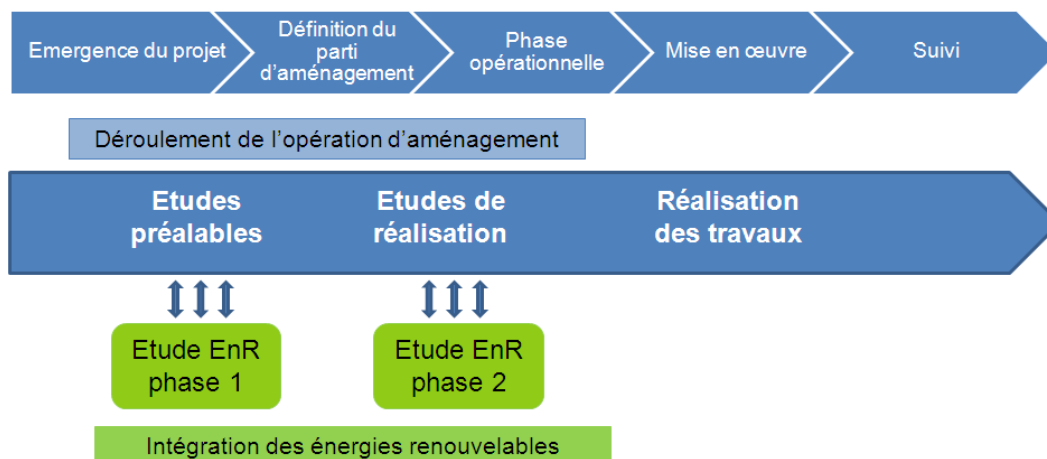 Emergence du projet
Définition du
parti
d'aménagement
Phase
opérationnelle
Mise en œuvre
Suivi
Déroulement de l'opération d'aménagement
Etudes
préalables
Etudes de
réalisation
Réalisation
des travaux
Etude EnR
phase 1
Etude EnR
phase 2
Intégration des énergies renouvelables